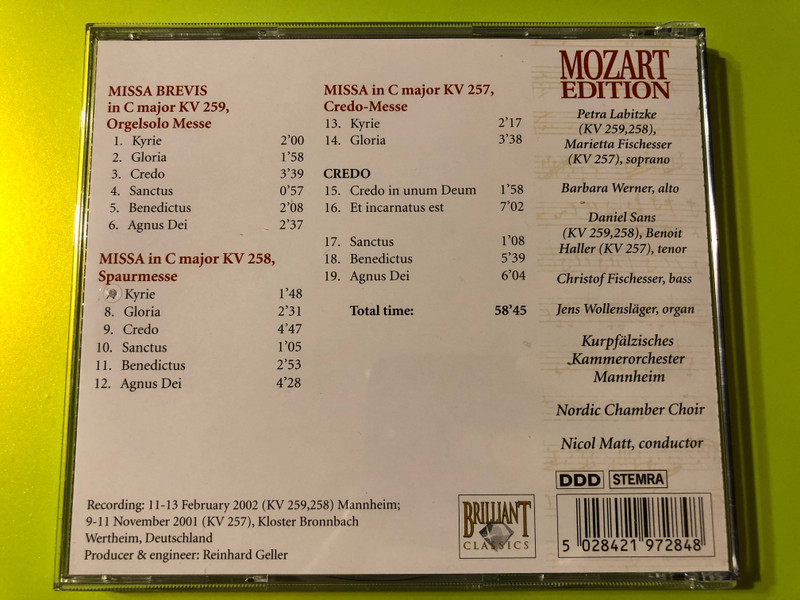 MISSA BREVIS
in C major KV 259,
Orgelsolo Messe
1. Kyrie 2'00
2. Gloria 1'58
3. Credo 3'39
4. Sanctus 0'57
5. Benedictus 2'08
6. Agnus Dei 2'37
MISSA in C major KV 258,
Spaurmesse
Kyrie 1'48
8. Gloria 2'31
9. Credo 4'47
10. Sanctus 1'05
11. Benedictus 2'53
12. Agnus Dei 4'28
MISSA in C major KV 257,
Credo-Messe
13. Kyrie 2'17
14. Gloria 3'38
CREDO
15. Credo in unum Deum 1'58
16. Et incarnatus est 7'02
17. Sanctus 1'08
18. Benedictus 5'39
19. Agnus Dei 6'04
Total time: 58'45
MOZART
EDITION
Petra Labitzke
(KV 259,258),
Marietta Fischesser
(KV 257), soprano
Barbara Werner, alto
Daniel Sans
(KV 259,258), Benoit
Haller (KV 257), tenor
Christof Fischesser, bass
Jens Wollensläger, organ
Kurpfälzisches
Kammerorchester
Mannheim
Nordic Chamber Choir
Nicol Matt, conductor
DDD STEMRA
Recording: 11-13 February 2002 (KV 259,258) Mannheim;
9-11 November 2001 (KV 257), Kloster Bronnbach
Wertheim, Deutschland
Producer & engineer: Reinhard Geller
BRILLIANT
CLASSICS
5 028421 972848